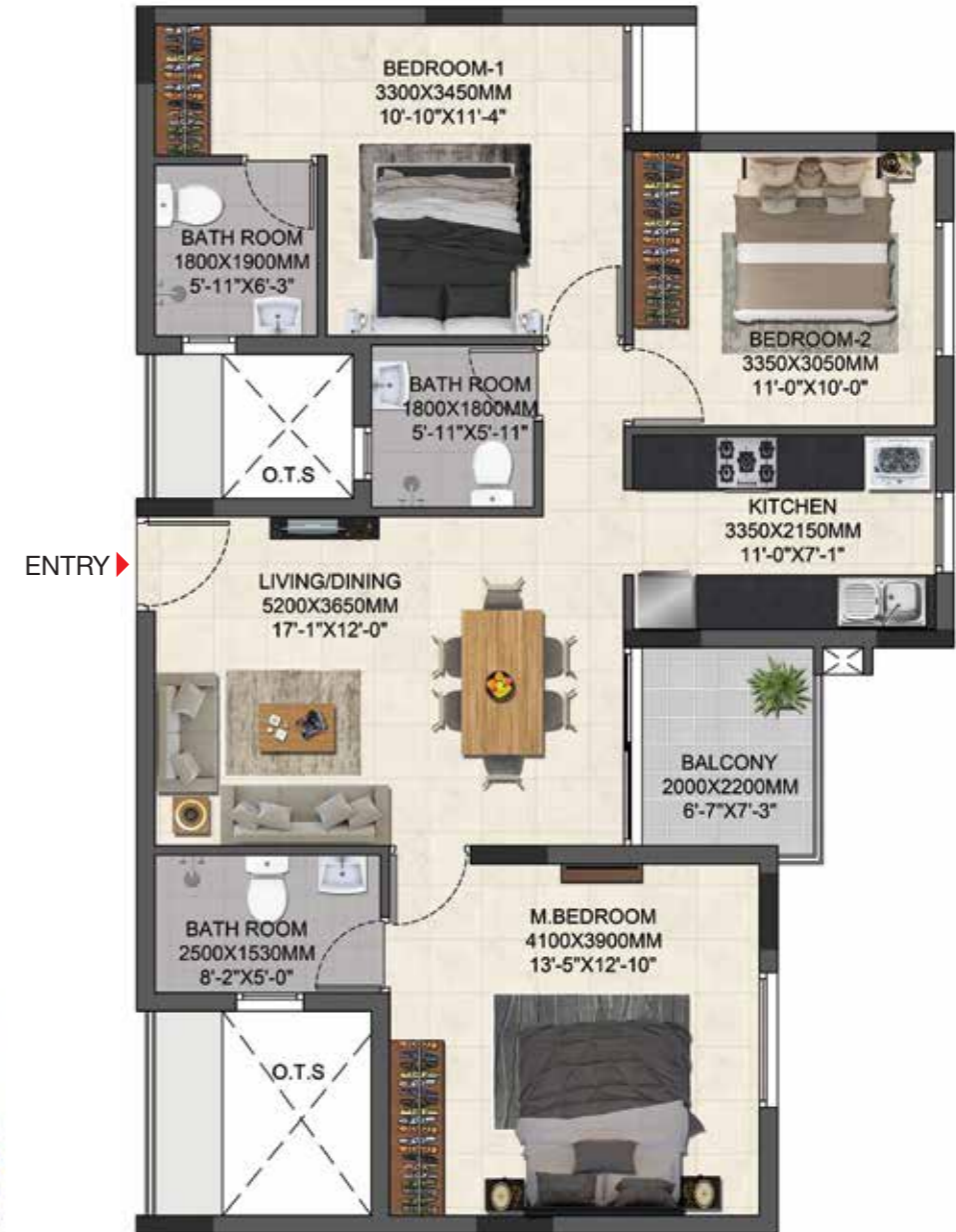 BEDROOM-1
3300X3450MM
10'-10"X11'-4"
BATH ROOM
1800X1900MM
5'-11"X6'-3"
BEDROOM-2
3350X3050MM
11'-0"X10'-0"
BATH ROOM
1800X1800MM
5'-11"X5'-11"
O.T.S
KITCHEN
3350X2150MM
11'-0"X7'-1"
ENTRY
LIVING/DINING
5200X3650MM
17'-1"X12'-0"
BALCONY
2000X2200MM
6'-7"X7'-3"
BATH ROOM
2500X1530MM
8'-2"X5'-0"
M.BEDROOM
4100X3900MM
13'-5"X12'-10"
O.T.S